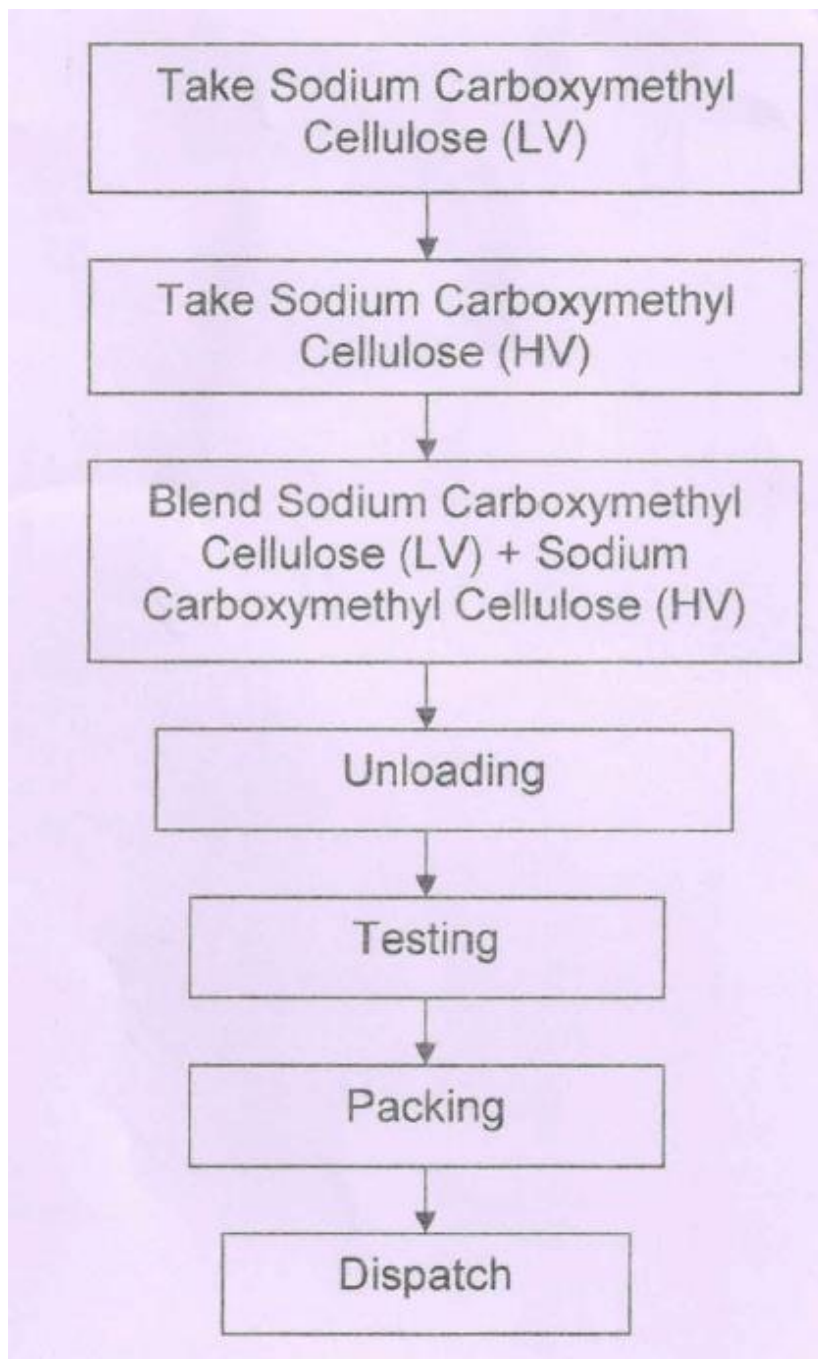 Take Sodium Carboxymethyl
Cellulose (LV)
Take Sodium Carboxymethyl
Cellulose (HV)
Blend Sodium Carboxymethyl
Cellulose (LV) + Sodium
Carboxymethyl Cellulose (HV)
Unloading
Testing
Packing
Dispatch